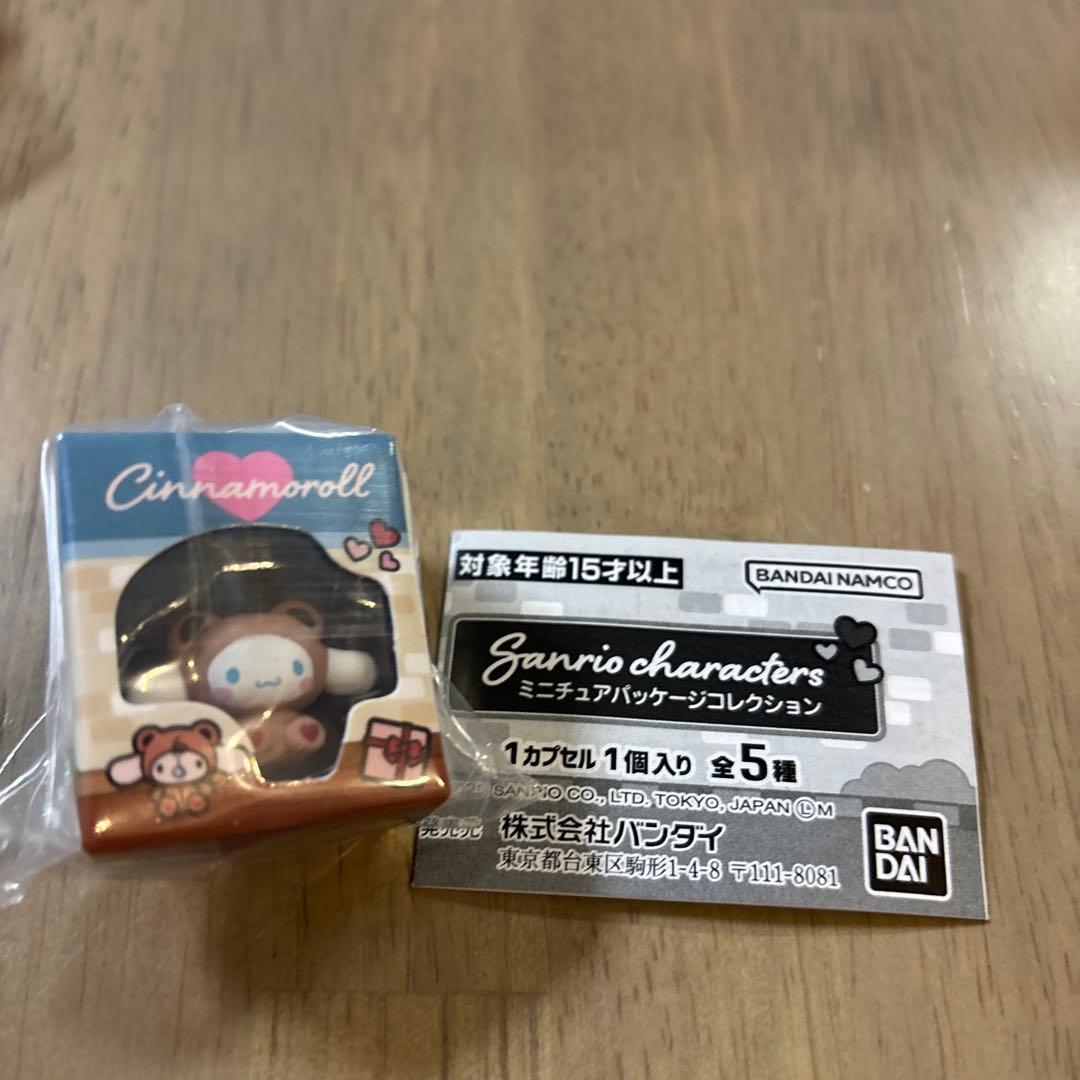 Cinnamoroll
対象年齢15才以上
BANDAI NAMCO
Sanrio characters
ミニチュアパッケージコレクション
1カプセル1個入り 全5種
SANRIO CO., LTD. TOKYO, JAPAN Ⓛ M
発売元 株式会社バンダイ
東京都台東区駒形1-4-8 〒111-8081
BAN
DAI